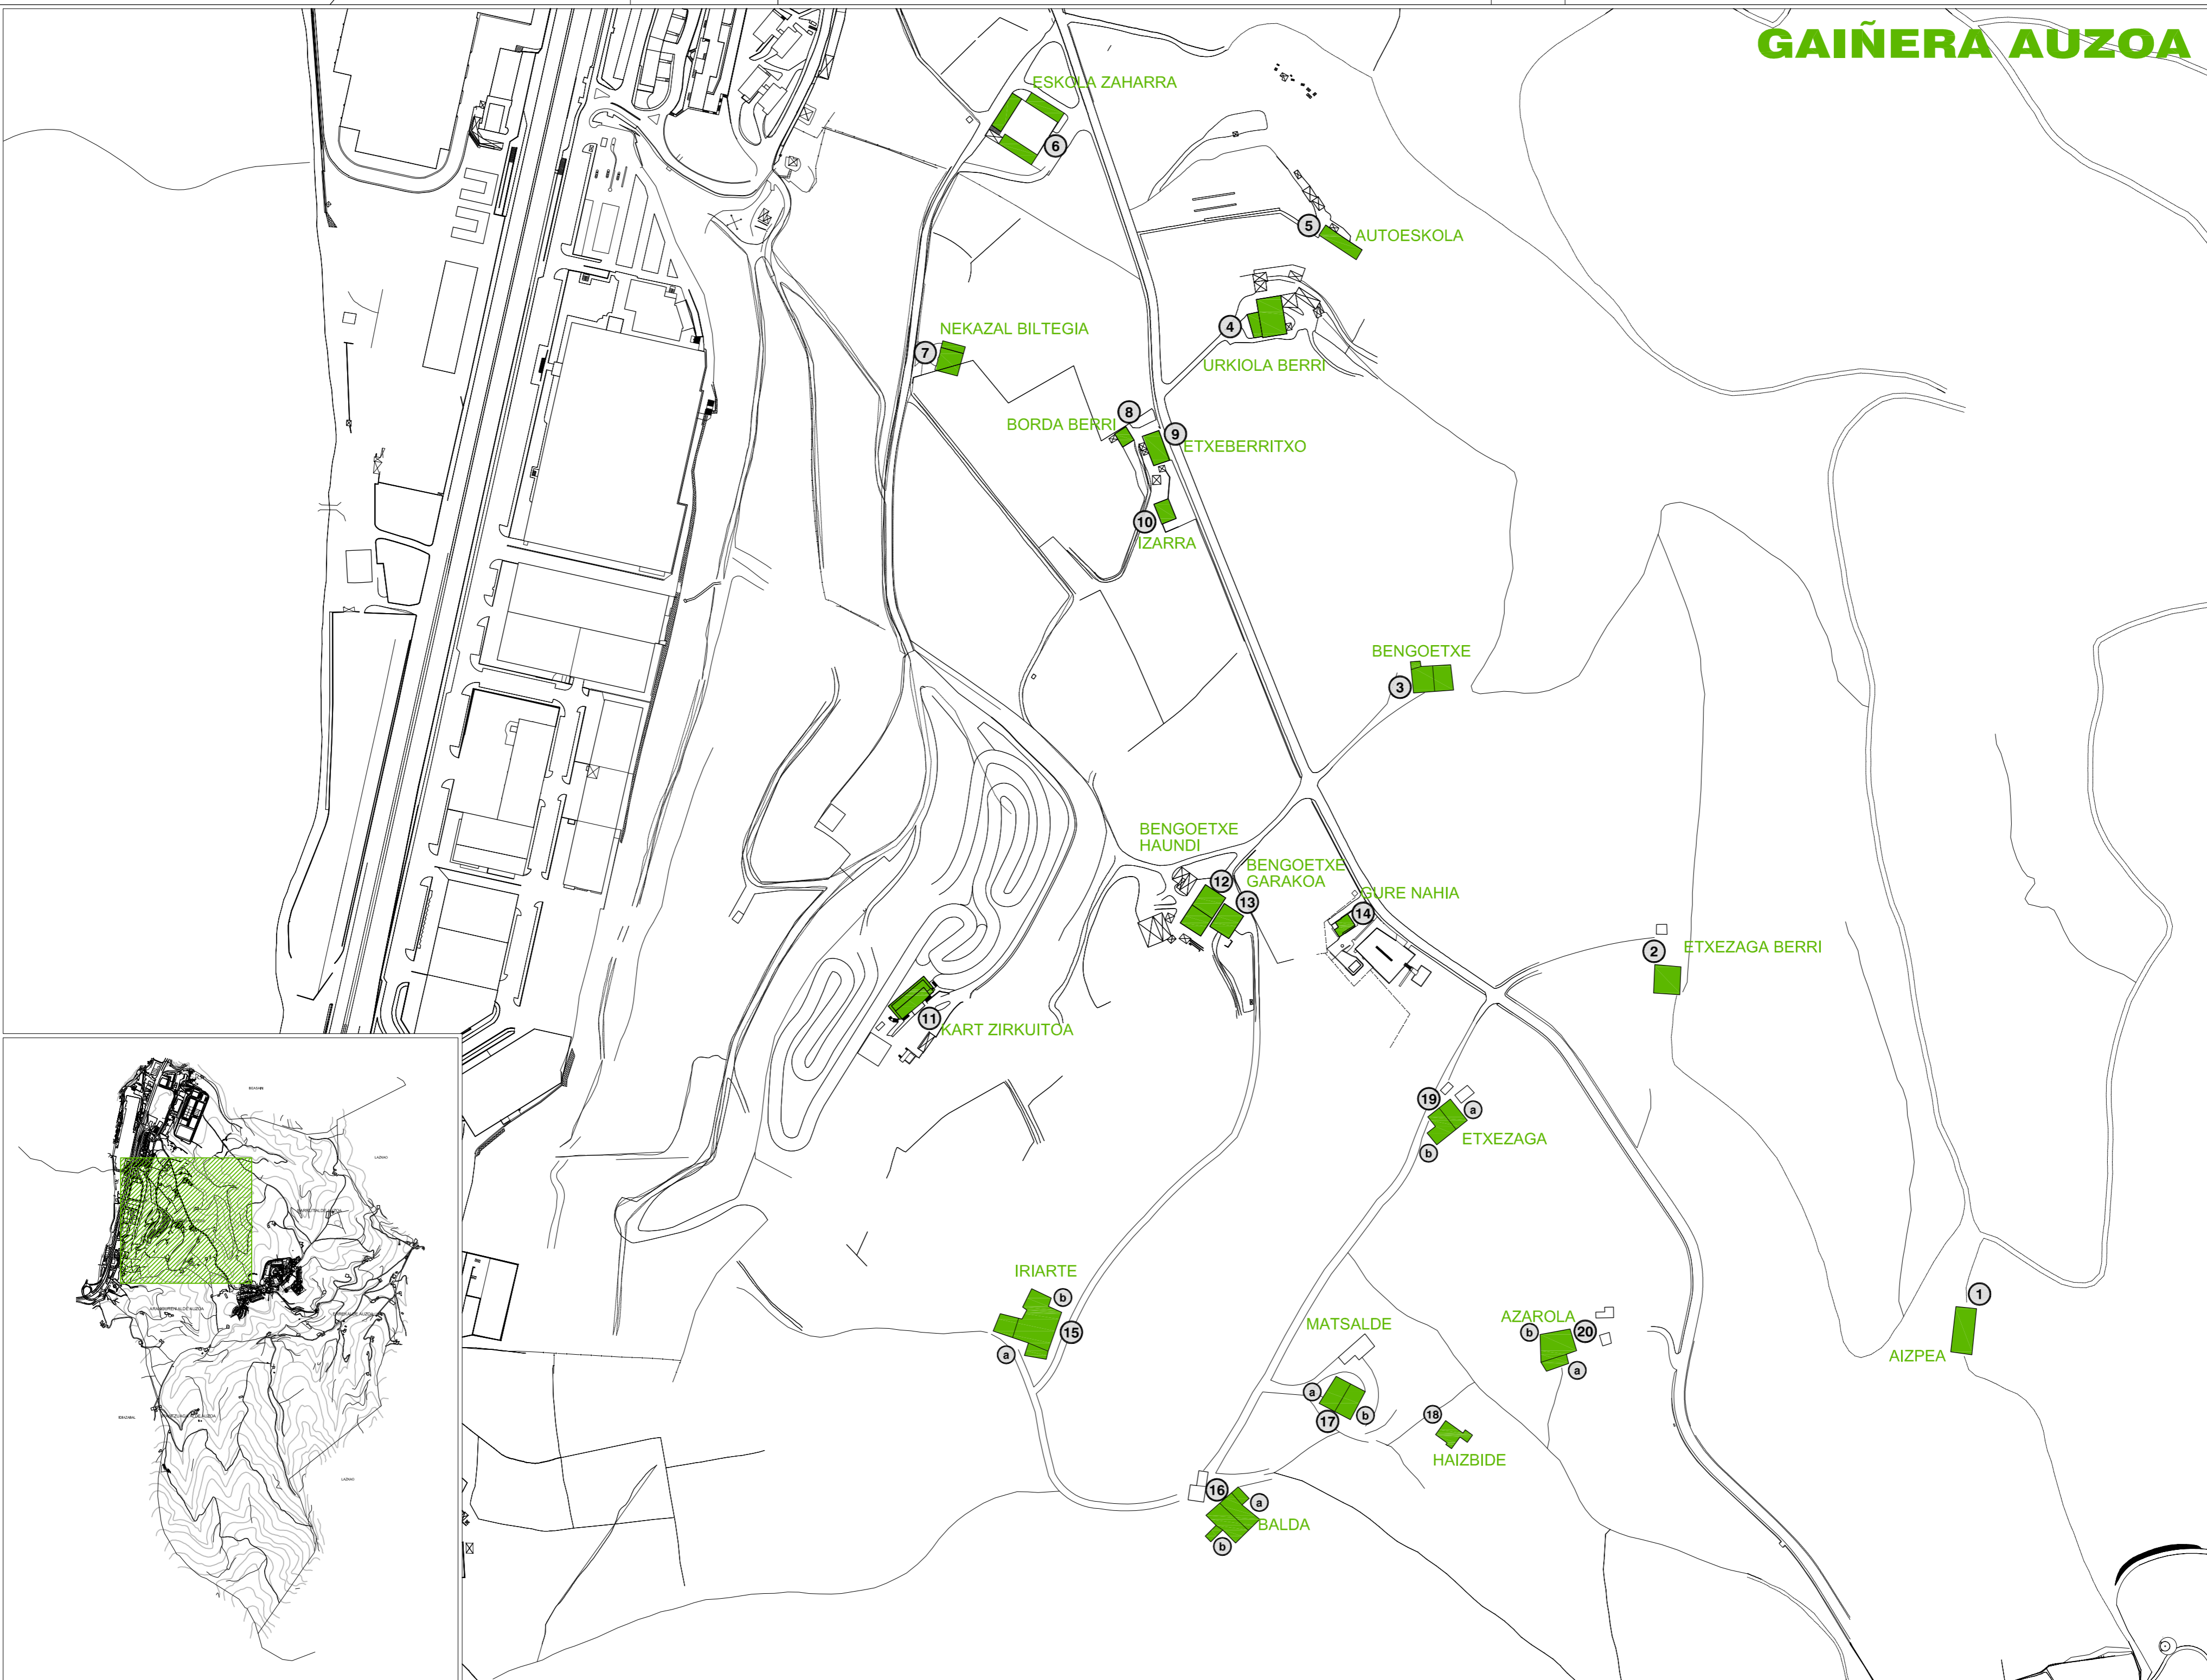 GAIÑERA AUZOA
ESKOLA ZAHARRA
6
5
AUTOESKOLA
4
URKIOLA BERRI
NEKAZAL BILTEGIA
7
8
BORDA BERRI
9
ETXEBERRITXO
10
IZARRA
BENGOETXE
3
BENGOETXE
HAUNDI
12
BENGOETXE
GARAKOA
13
GURE NAHIA
14
2
ETXEZAGA BERRI
11
KART ZIRKUITOA
19
a
ETXEZAGA
b
IRIARTE
b
15
a
MATSALDE
a
17
b
AZAROLA
b
20
a
1
AIZPEA
18
HAIZBIDE
16
a
BALDA
b